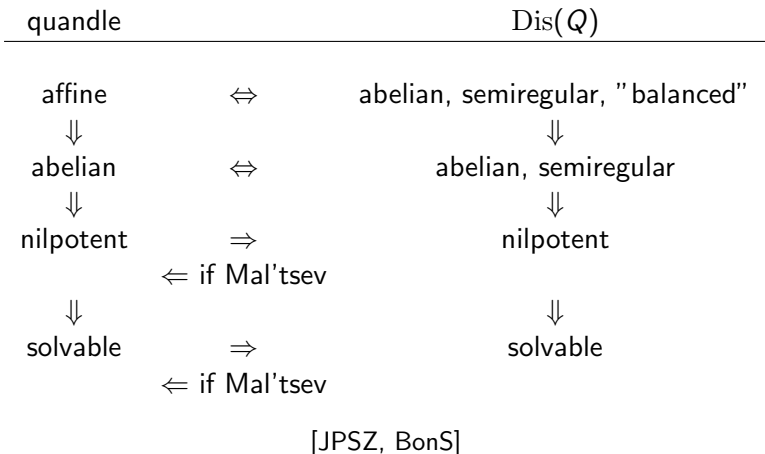 quandle Dis(Q)
affine ⇔ abelian, semiregular, ”balanced”
⇓ ⇓
abelian ⇔ abelian, semiregular
⇓ ⇓
nilpotent ⇒ nilpotent
⇐ if Mal'tsev
⇓ ⇓
solvable ⇒ solvable
⇐ if Mal'tsev
[JPSZ, BonS]